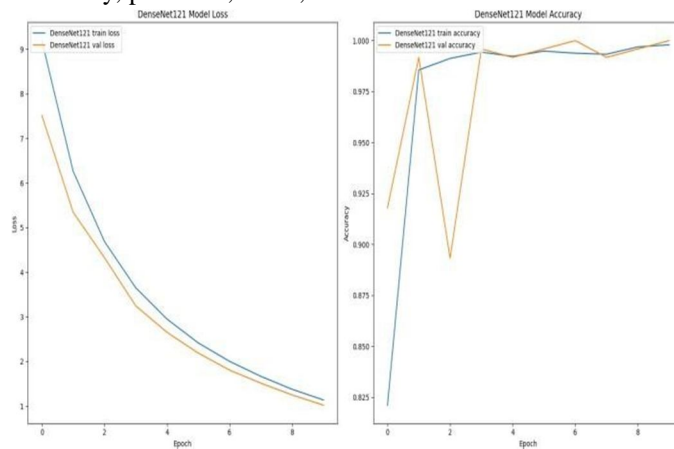 DenseNet121 Model Loss
DenseNet121 train loss
DenseNet121 val loss
9
8
7
6
5
4
3
2
1
Loss
0
2
4
6
8
Epoch
DenseNet121 Model Accuracy
DenseNet121 train accuracy
DenseNet121 val accuracy
1.000
0.975
0.950
0.925
0.900
0.875
0.850
0.825
Accuracy
0
2
4
6
8
Epoch